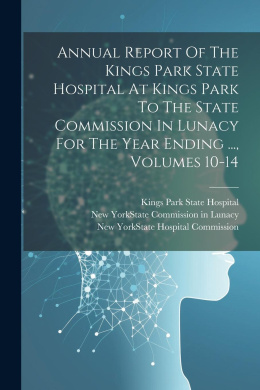 Annual Report Of The
Kings Park State
Hospital At Kings Park
To The State
Commission In Lunacy
For The Year Ending ...,
Volumes 10-14
Kings Park State Hospital
New YorkState Commission in Lunacy
New YorkState Hospital Commission